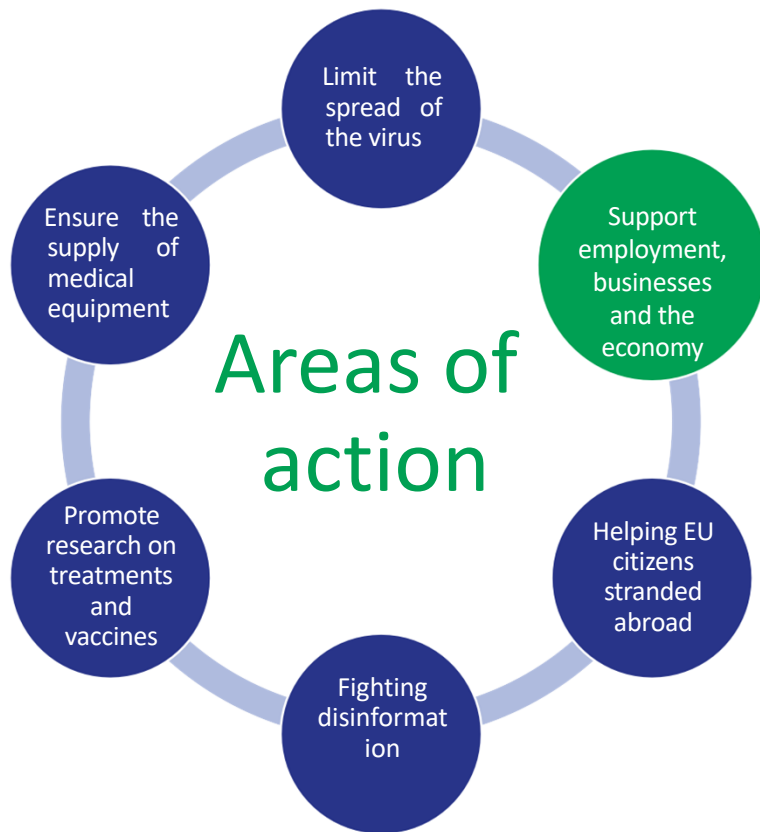 Limit the
spread of
the virus
Support
employment,
businesses
and the
economy
Helping EU
citizens
stranded
abroad
Fighting
disinformat
ion
Promote
research on
treatments
and
vaccines
Ensure the
supply of
medical
equipment
Areas of
action